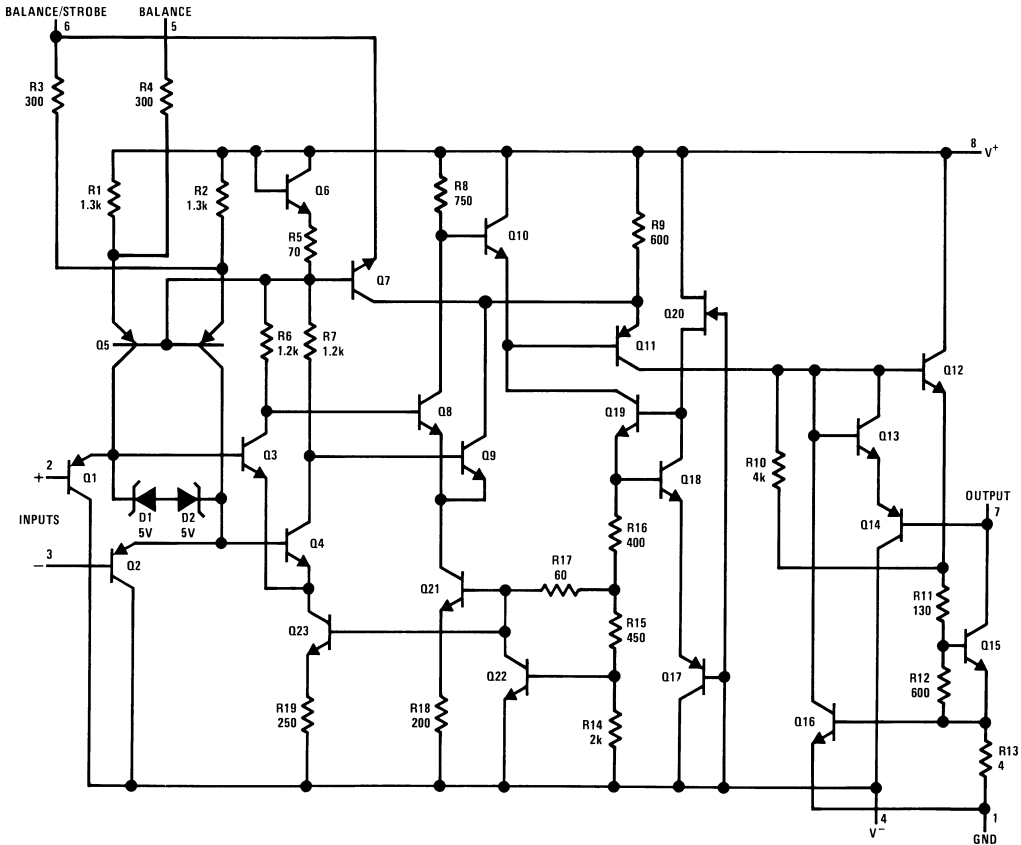 BALANCE/STROBE BALANCE
6 5
R3
300
R4
300
8 V+
R1
1.3k
R2
1.3k
Q6
R5
70
R8
750
Q10
R9
600
Q7
Q20
Q5
R6
1.2k
R7
1.2k
Q11
Q12
Q8
Q19
Q3
Q9
Q13
2
+
Q1
Q18
R10
4k
D1
5V
D2
5V
INPUTS
OUTPUT
7
Q14
3
−
Q2
Q4
R16
400
R17
60
Q21
R11
130
Q23
R15
450
Q15
Q22
Q17
R12
600
R19
250
R18
200
R14
2k
Q16
R13
4
4
V−
1
GND